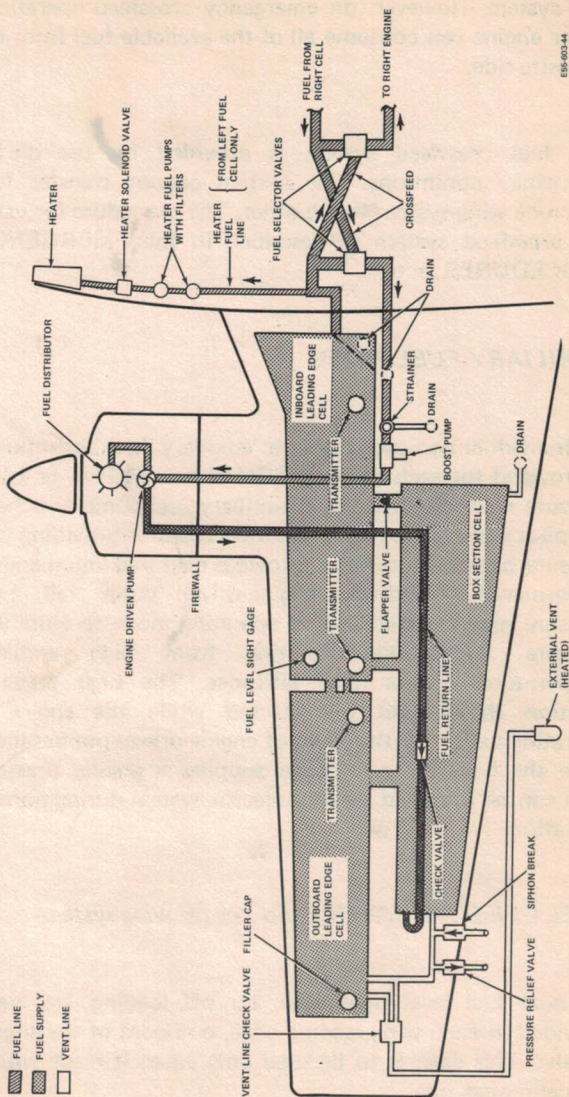 FUEL LINE
FUEL SUPPLY
VENT LINE
HEATER
HEATER SOLENOID VALVE
HEATER FUEL PUMPS
WITH FILTERS
HEATER
FUEL
LINE
FROM LEFT FUEL
CELL ONLY
FUEL SELECTOR VALVES
FUEL FROM
RIGHT CELL
TO RIGHT ENGINE
CROSSFEED
DRAIN
STRAINER
DRAIN
BOOST PUMP
FUEL DISTRIBUTOR
ENGINE DRIVEN PUMP
FIREWALL
INBOARD
LEADING EDGE
CELL
TRANSMITTER
FLAPPER VALVE
BOX SECTION CELL
DRAIN
FUEL LEVEL SIGHT GAGE
TRANSMITTER
TRANSMITTER
FUEL RETURN LINE
CHECK VALVE
OUTBOARD
LEADING EDGE
CELL
FILLER CAP
VENT LINE CHECK VALVE
SIPHON BREAK
PRESSURE RELIEF VALVE
EXTERNAL VENT
(HEATED)
E55-603-44